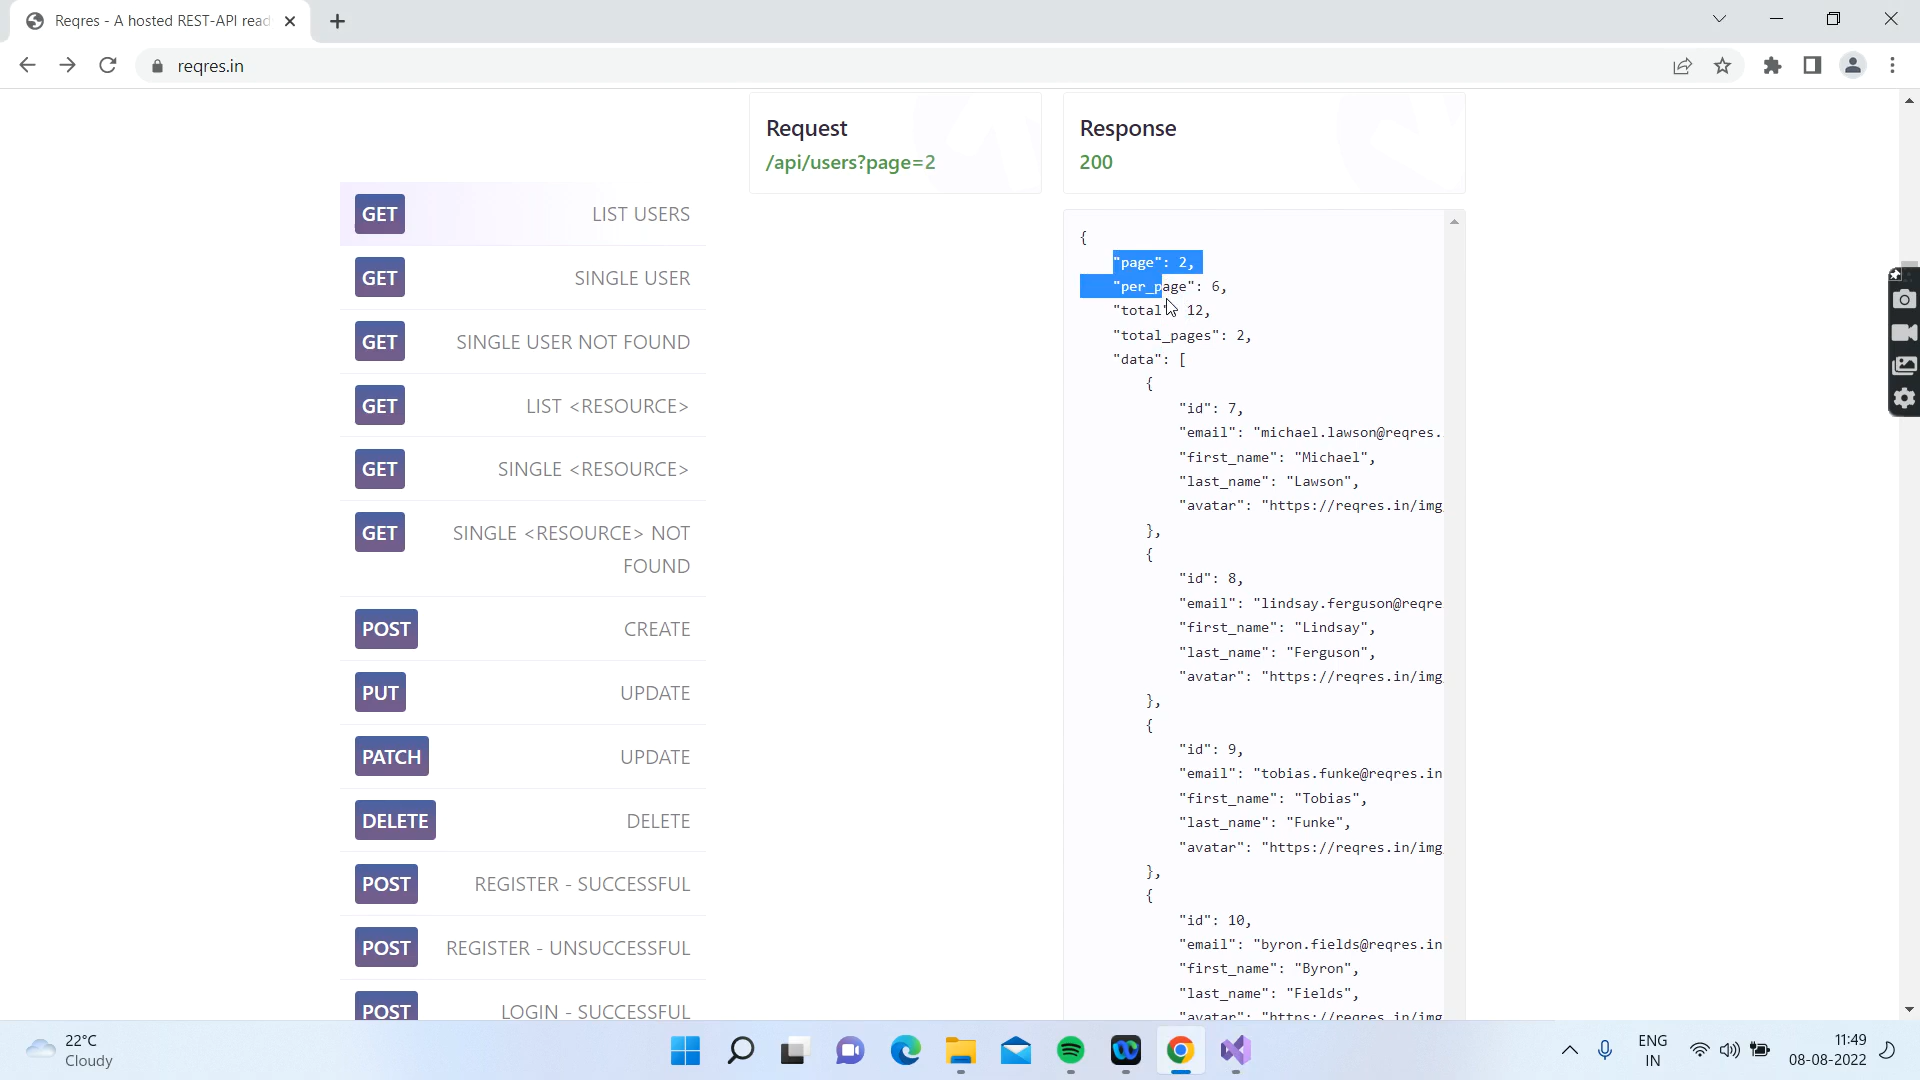 Reqres - A hosted REST-API read
reqres.in
Request
/api/users?page=2
Response
200
GET LIST USERS
GET SINGLE USER
GET SINGLE USER NOT FOUND
GET LIST <RESOURCE>
GET SINGLE <RESOURCE>
GET SINGLE <RESOURCE> NOT
FOUND
POST CREATE
PUT UPDATE
PATCH UPDATE
DELETE DELETE
POST REGISTER - SUCCESSFUL
POST REGISTER - UNSUCCESSFUL
POST LOGIN - SUCCESSFUL
{
"page": 2,
"per_page": 6,
"total": 12,
"total_pages": 2,
"data": [
{
"id": 7,
"email": "michael.lawson@reqres.
"first_name": "Michael",
"last_name": "Lawson",
"avatar": "https://reqres.in/img
},
{
"id": 8,
"email": "lindsay.ferguson@reqre
"first_name": "Lindsay",
"last_name": "Ferguson",
"avatar": "https://reqres.in/img
},
{
"id": 9,
"email": "tobias.funke@reqres.in
"first_name": "Tobias",
"last_name": "Funke",
"avatar": "https://reqres.in/img
},
{
"id": 10,
"email": "byron.fields@reqres.in
"first_name": "Byron",
"last_name": "Fields",
"avatar": "https://reqres.in/img
22°C
Cloudy
ENG
IN
11:49
08-08-2022